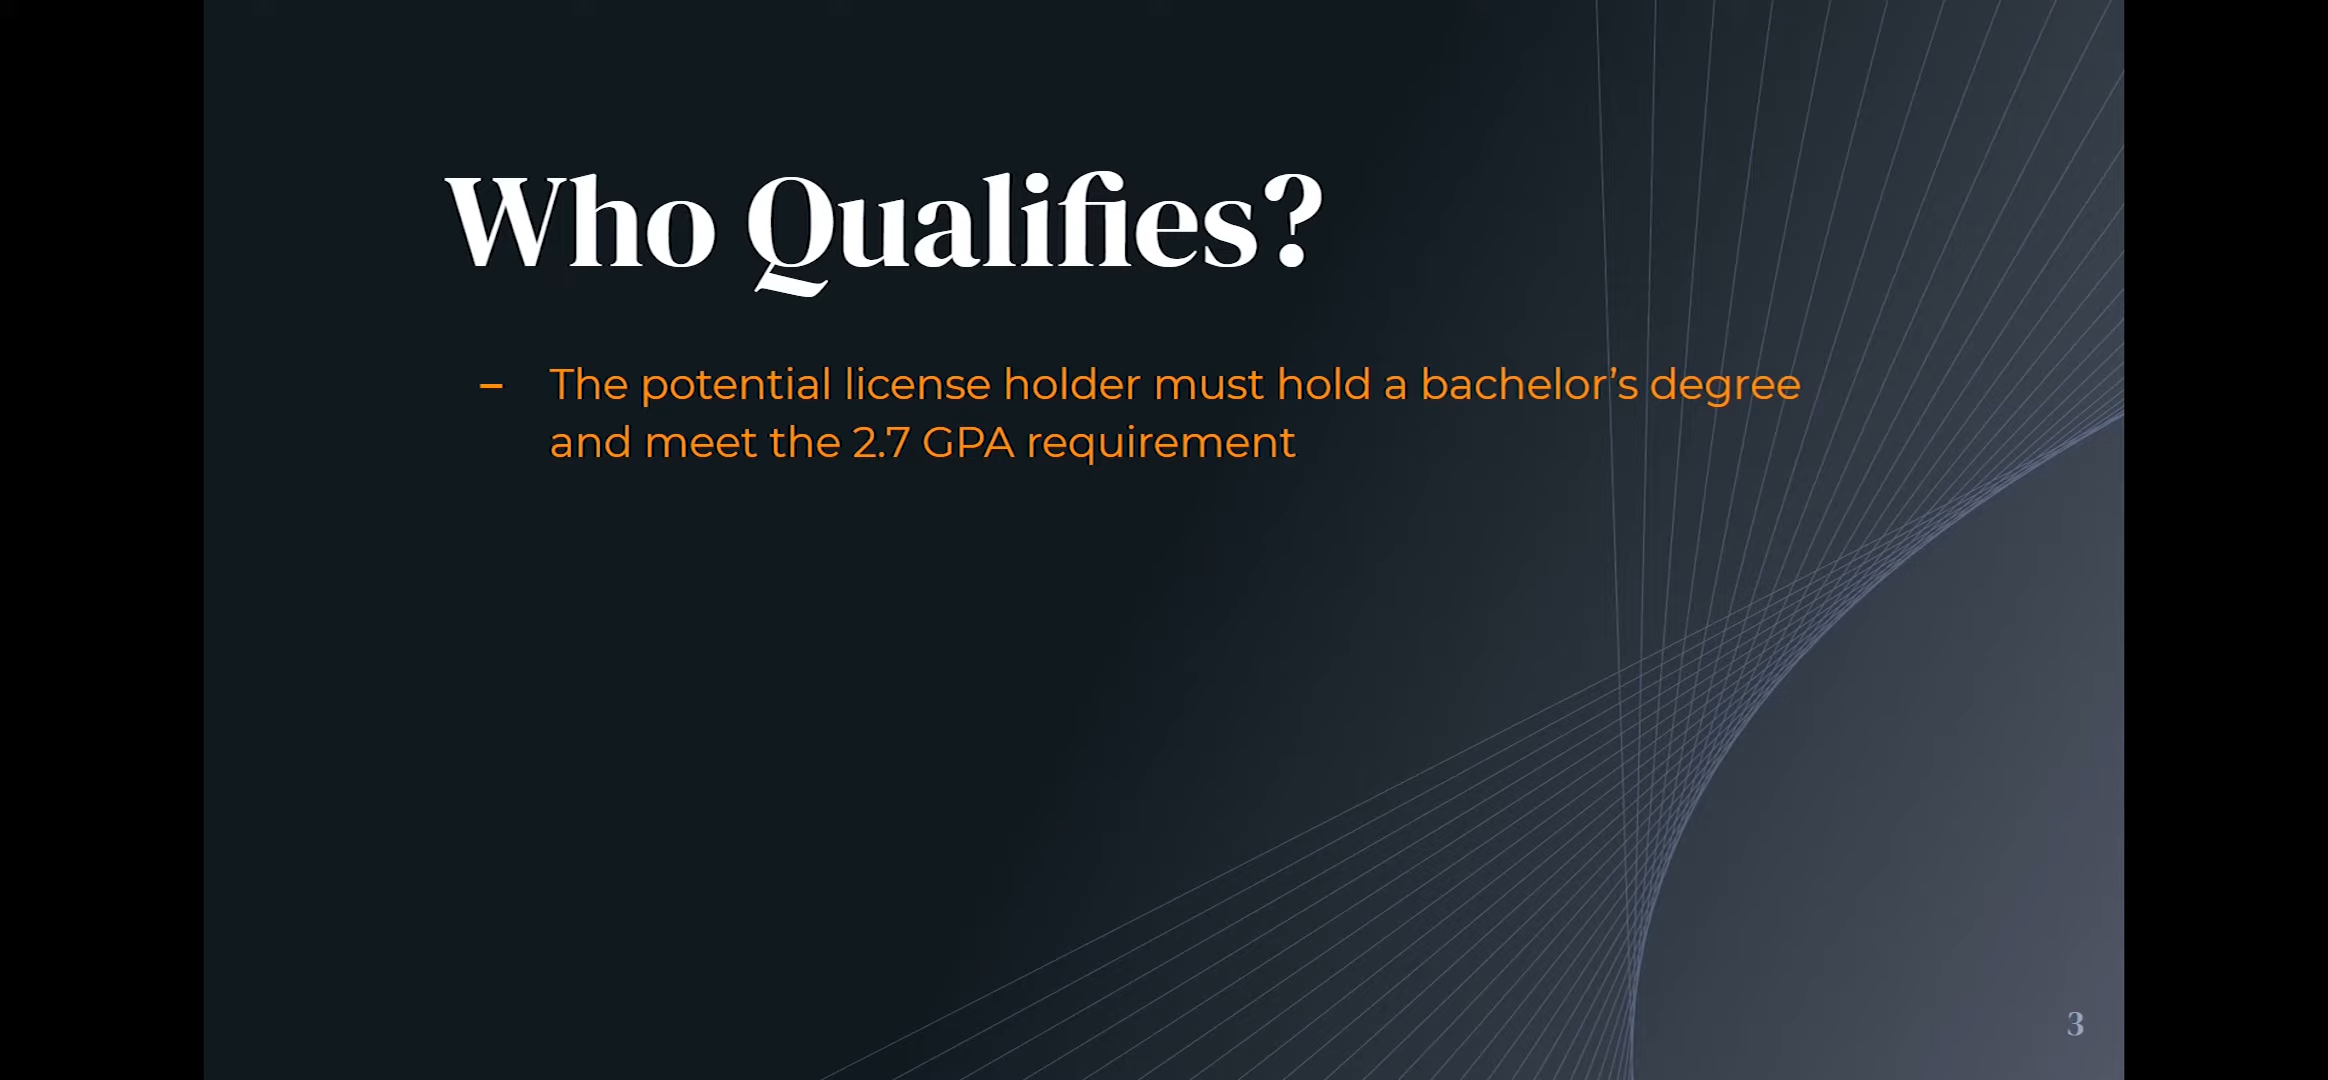 Who Qualifies?
– The potential license holder must hold a bachelor’s degree
and meet the 2.7 GPA requirement
3